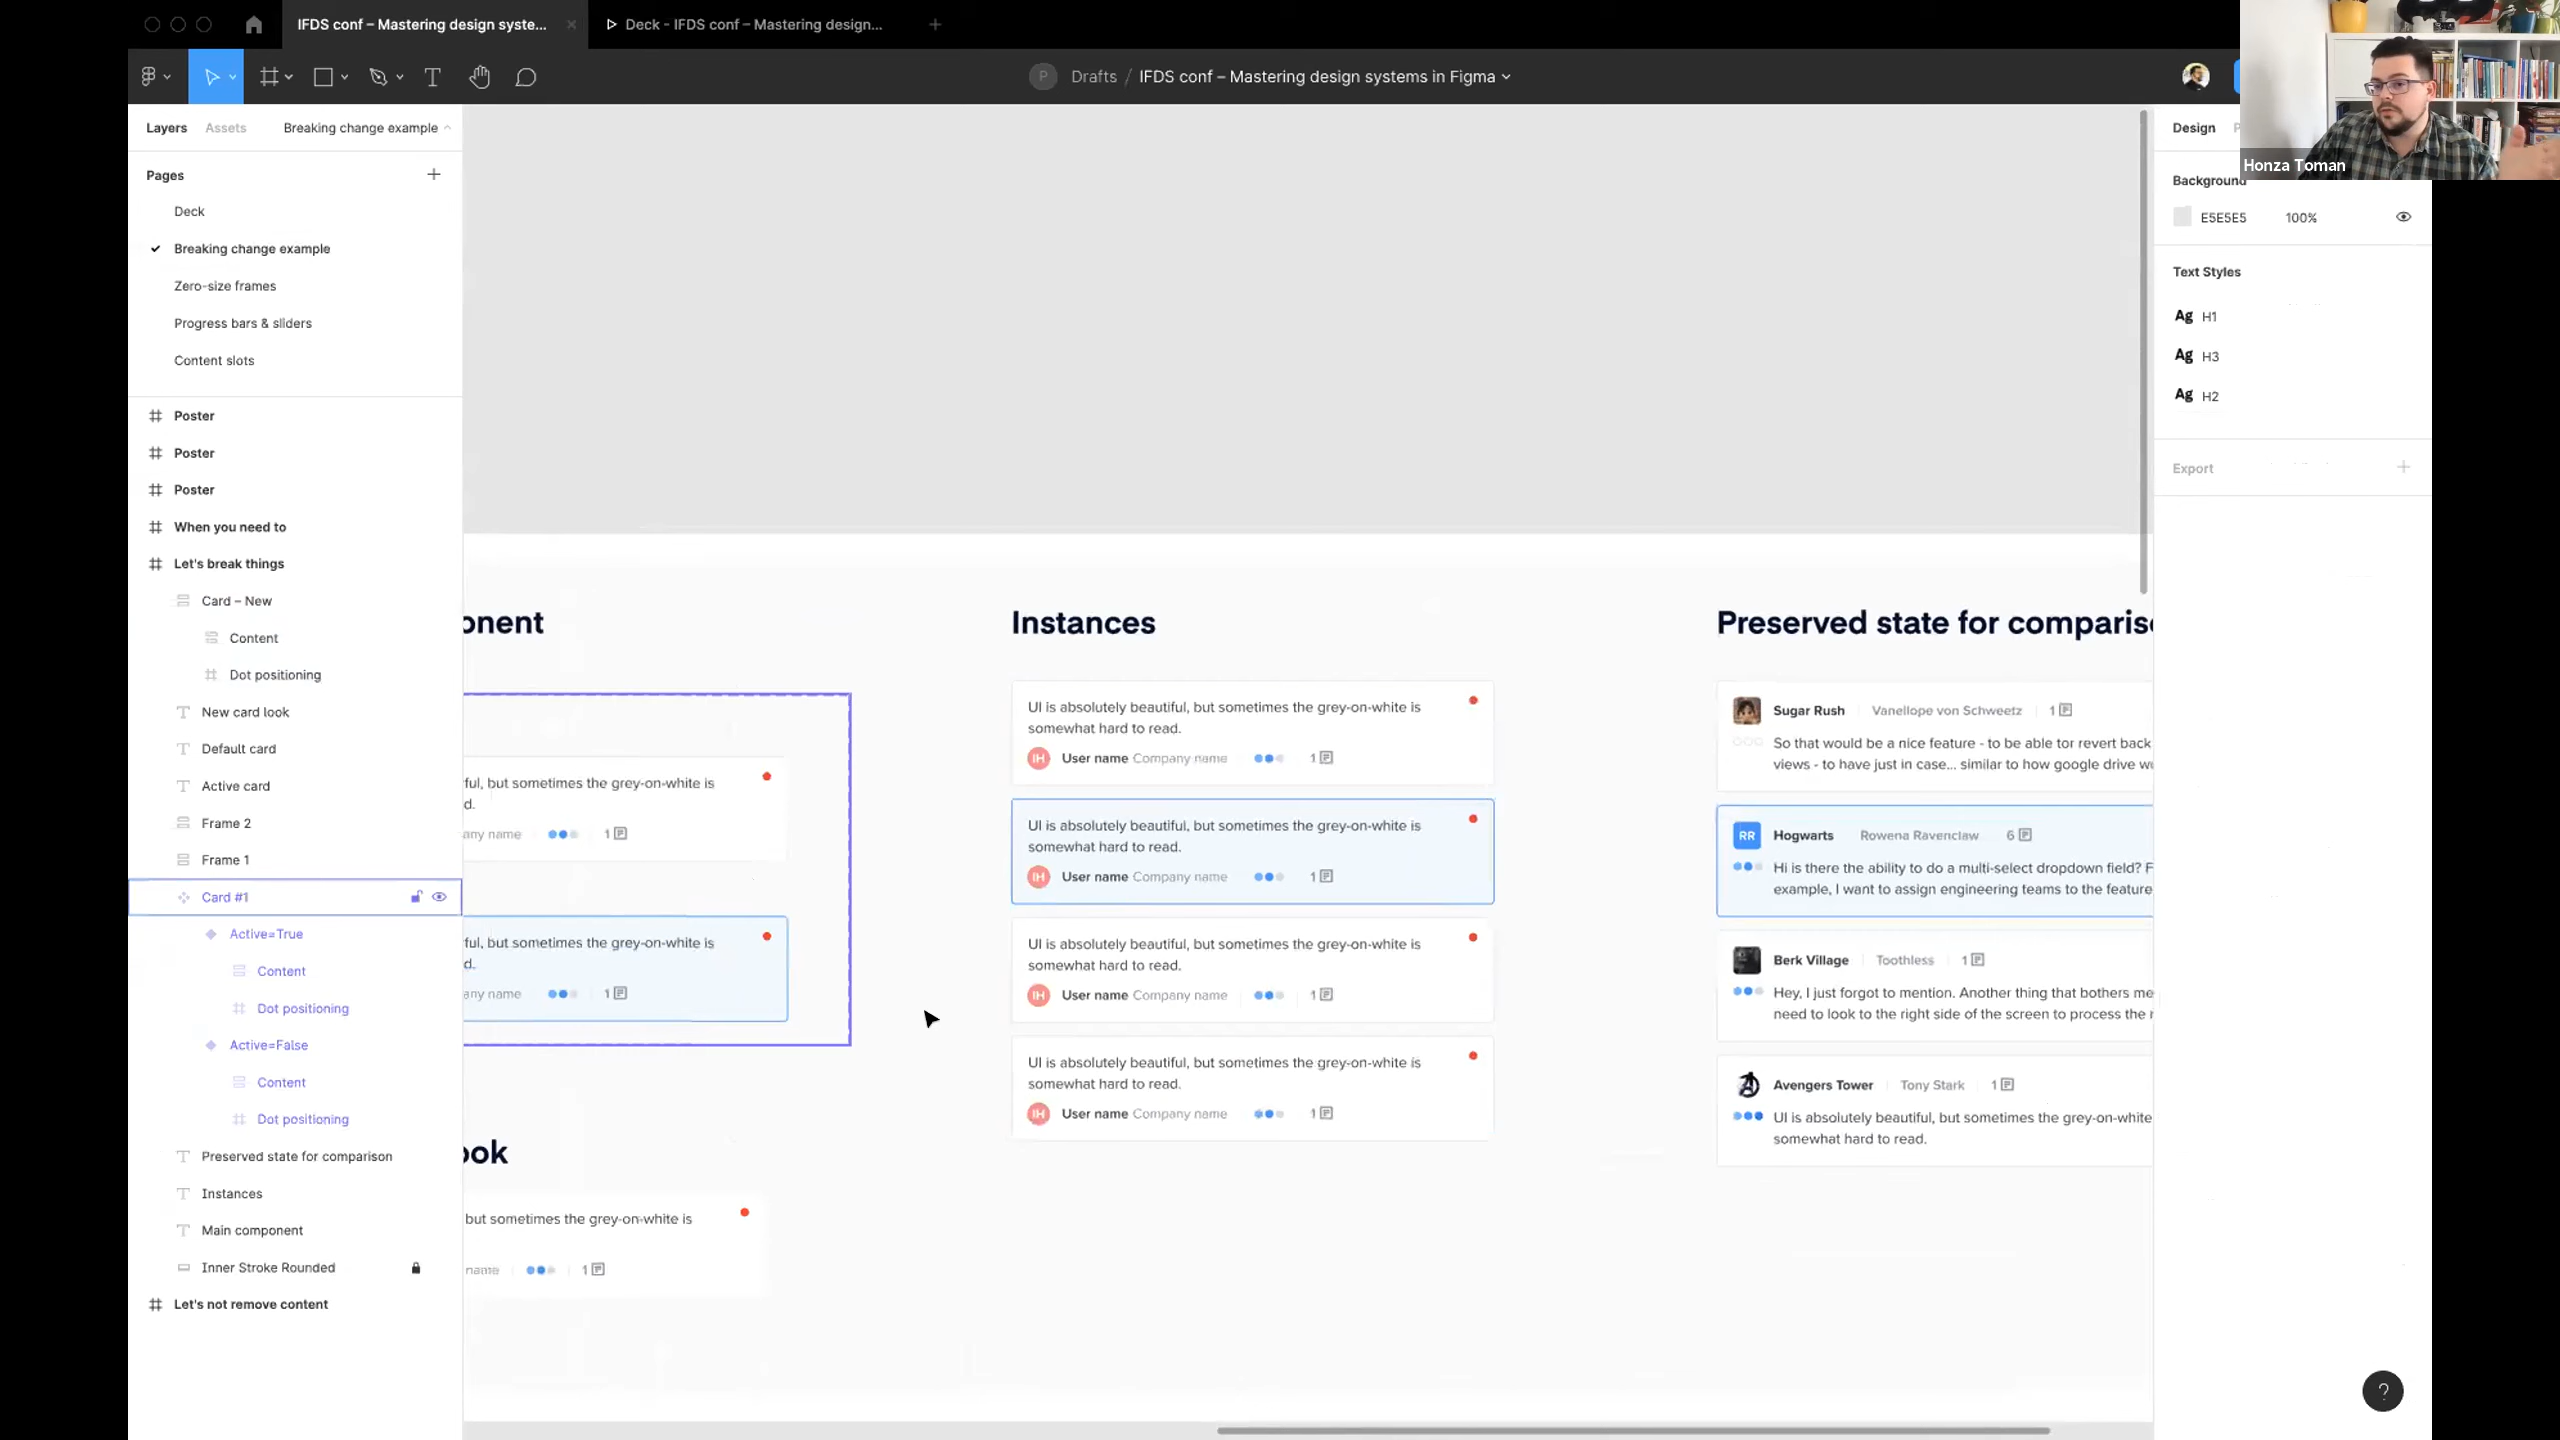 IFDS conf – Mastering design syste...
Deck - IFDS conf – Mastering design...
P
Drafts / IFDS conf – Mastering design systems in Figma
Honza Toman
Layers
Assets
Breaking change example
Pages
Deck
Breaking change example
Zero-size frames
Progress bars & sliders
Content slots
Poster
Poster
Poster
When you need to
Let's break things
Card – New
Content
Dot positioning
New card look
Default card
Active card
Frame 2
Frame 1
Card #1
Active=True
Content
Dot positioning
Active=False
Content
Dot positioning
Preserved state for comparison
Instances
Main component
Inner Stroke Rounded
Let's not remove content
onent
ful, but sometimes the grey-on-white is
d.
any name
1
ful, but sometimes the grey-on-white is
d.
any name
1
ook
but sometimes the grey-on-white is
name
1
Instances
UI is absolutely beautiful, but sometimes the grey-on-white is
somewhat hard to read.
IH User name Company name 1
UI is absolutely beautiful, but sometimes the grey-on-white is
somewhat hard to read.
IH User name Company name 1
UI is absolutely beautiful, but sometimes the grey-on-white is
somewhat hard to read.
IH User name Company name 1
UI is absolutely beautiful, but sometimes the grey-on-white is
somewhat hard to read.
IH User name Company name 1
Preserved state for comparis
Sugar Rush Vanellope von Schweetz 1
So that would be a nice feature - to be able tor revert back
views - to have just in case... similar to how google drive w
RR Hogwarts Rowena Ravenclaw 6
Hi is there the ability to do a multi-select dropdown field? F
example, I want to assign engineering teams to the feature
Berk Village Toothless 1
Hey, I just forgot to mention. Another thing that bothers me
need to look to the right side of the screen to process the
Avengers Tower Tony Stark 1
UI is absolutely beautiful, but sometimes the grey-on-white
somewhat hard to read.
Design
P
Background
E5E5E5 100%
Text Styles
Ag H1
Ag H3
Ag H2
Export
?